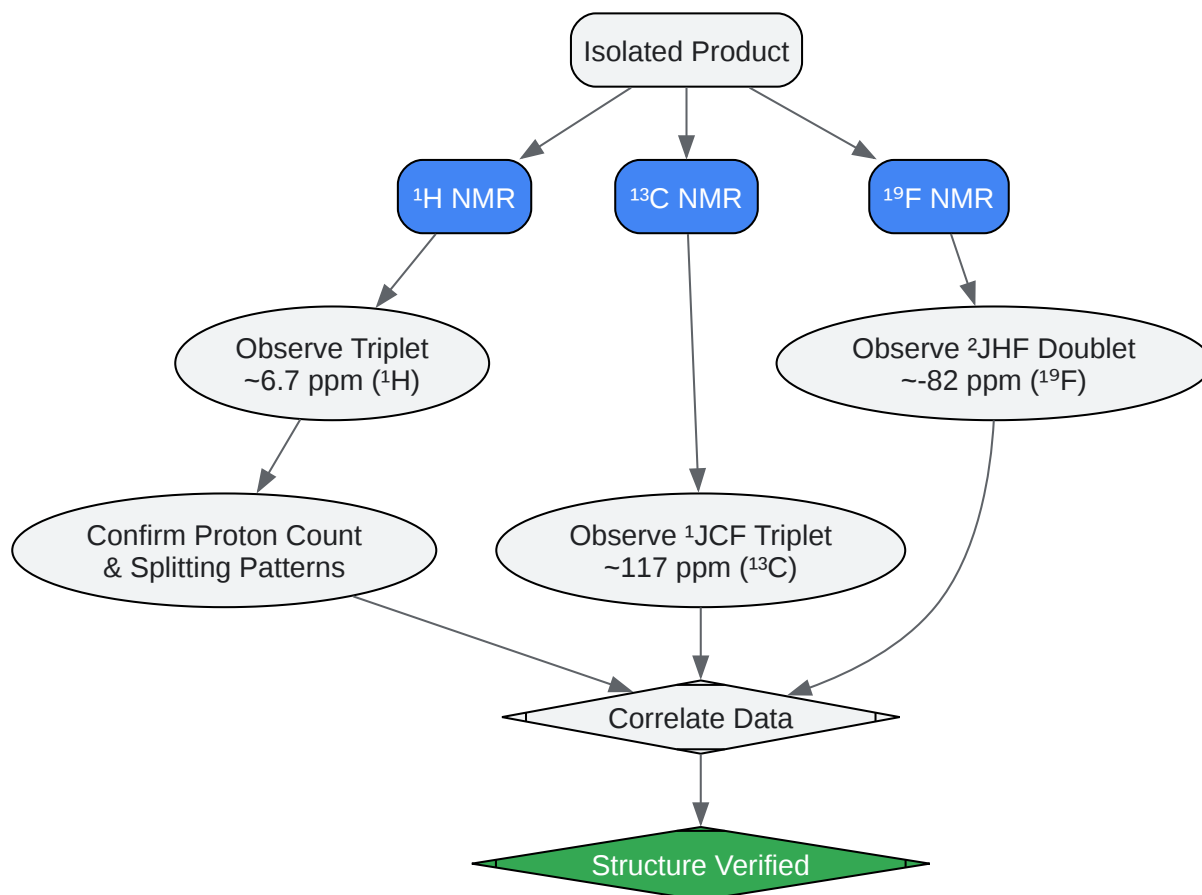 Isolated Product
¹H NMR
¹³C NMR
¹⁹F NMR
Observe Triplet
~6.7 ppm (¹H)
Observe ²JHF Doublet
~-82 ppm (¹⁹F)
Confirm Proton Count
& Splitting Patterns
Observe ¹JCF Triplet
~117 ppm (¹³C)
Correlate Data
Structure Verified